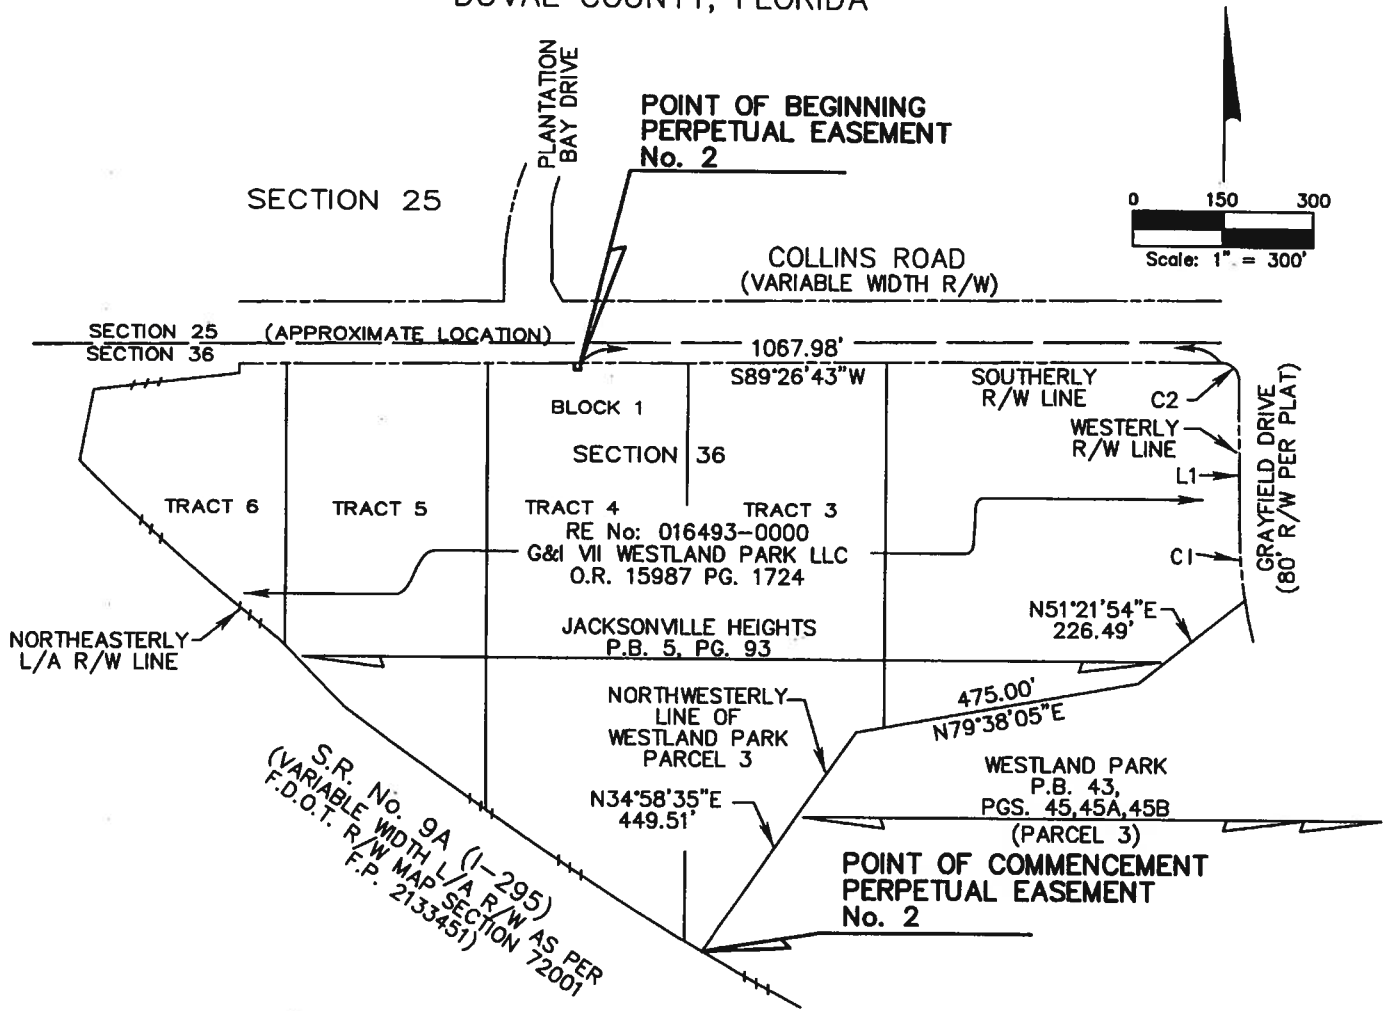 DUVAL COUNTY, FLORIDA
PLANTATION
BAY DRIVE
POINT OF BEGINNING
PERPETUAL EASEMENT
No. 2
SECTION 25
0 150 300
Scale: 1" = 300'
COLLINS ROAD
(VARIABLE WIDTH R/W)
SECTION 25 (APPROXIMATE LOCATION)
SECTION 36
1067.98'
S89°26'43"W
SOUTHERLY
R/W LINE
C2
BLOCK 1
WESTERLY
R/W LINE
GRAYFIELD DRIVE
(80' R/W PER PLAT)
SECTION 36
L1
TRACT 6
TRACT 5
TRACT 4
TRACT 3
RE No: 016493-0000
G&I VII WESTLAND PARK LLC
O.R. 15987 PG. 1724
C1
N51°21'54"E
226.49'
NORTHEASTERLY
L/A R/W LINE
JACKSONVILLE HEIGHTS
P.B. 5, PG. 93
NORTHWESTERLY
LINE OF
WESTLAND PARK
PARCEL 3
475.00'
N79°38'05"E
S.R. No. 9A (I-295)
(VARIABLE WIDTH L/A R/W AS PER
F.D.O.T. R/W MAP SECTION 72001
F.P. 2133451)
N34°58'35"E
449.51'
WESTLAND PARK
P.B. 43,
PGS. 45,45A,45B
(PARCEL 3)
POINT OF COMMENCEMENT
PERPETUAL EASEMENT
No. 2